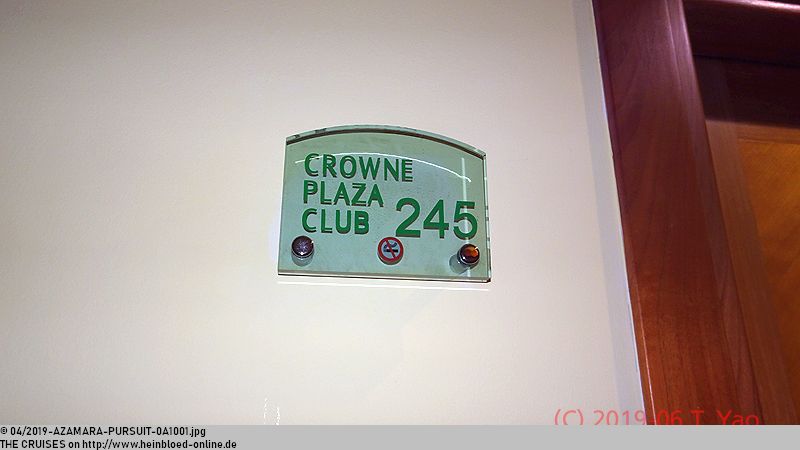 CROWNE
PLAZA
CLUB 245
(C) 2019-06 T. Yao
© 04/2019-AZAMARA-PURSUIT-0A1001.jpg
THE CRUISES on http://www.heinbloed-online.de